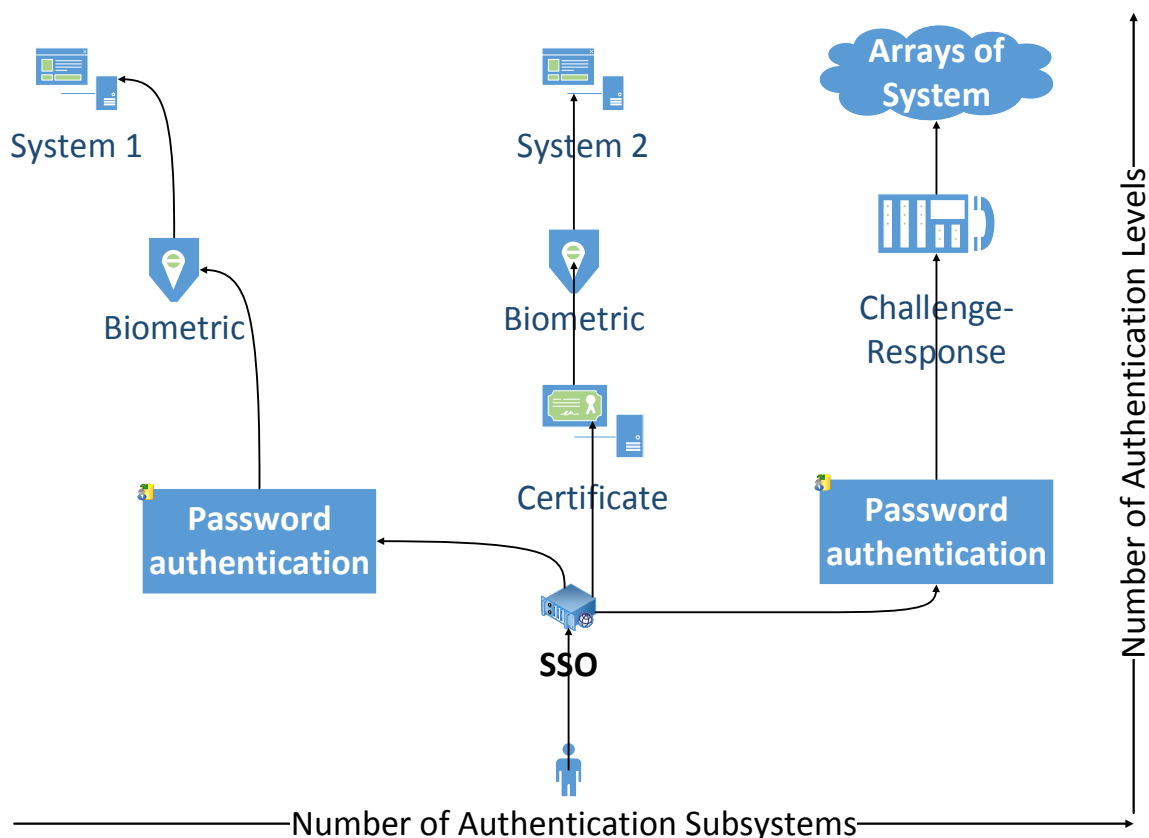 Arrays of
System
System 1
System 2
Biometric
Biometric
Challenge-
Response
Certificate
Password
authentication
Password
authentication
SSO
Number of Authentication Levels
Number of Authentication Subsystems